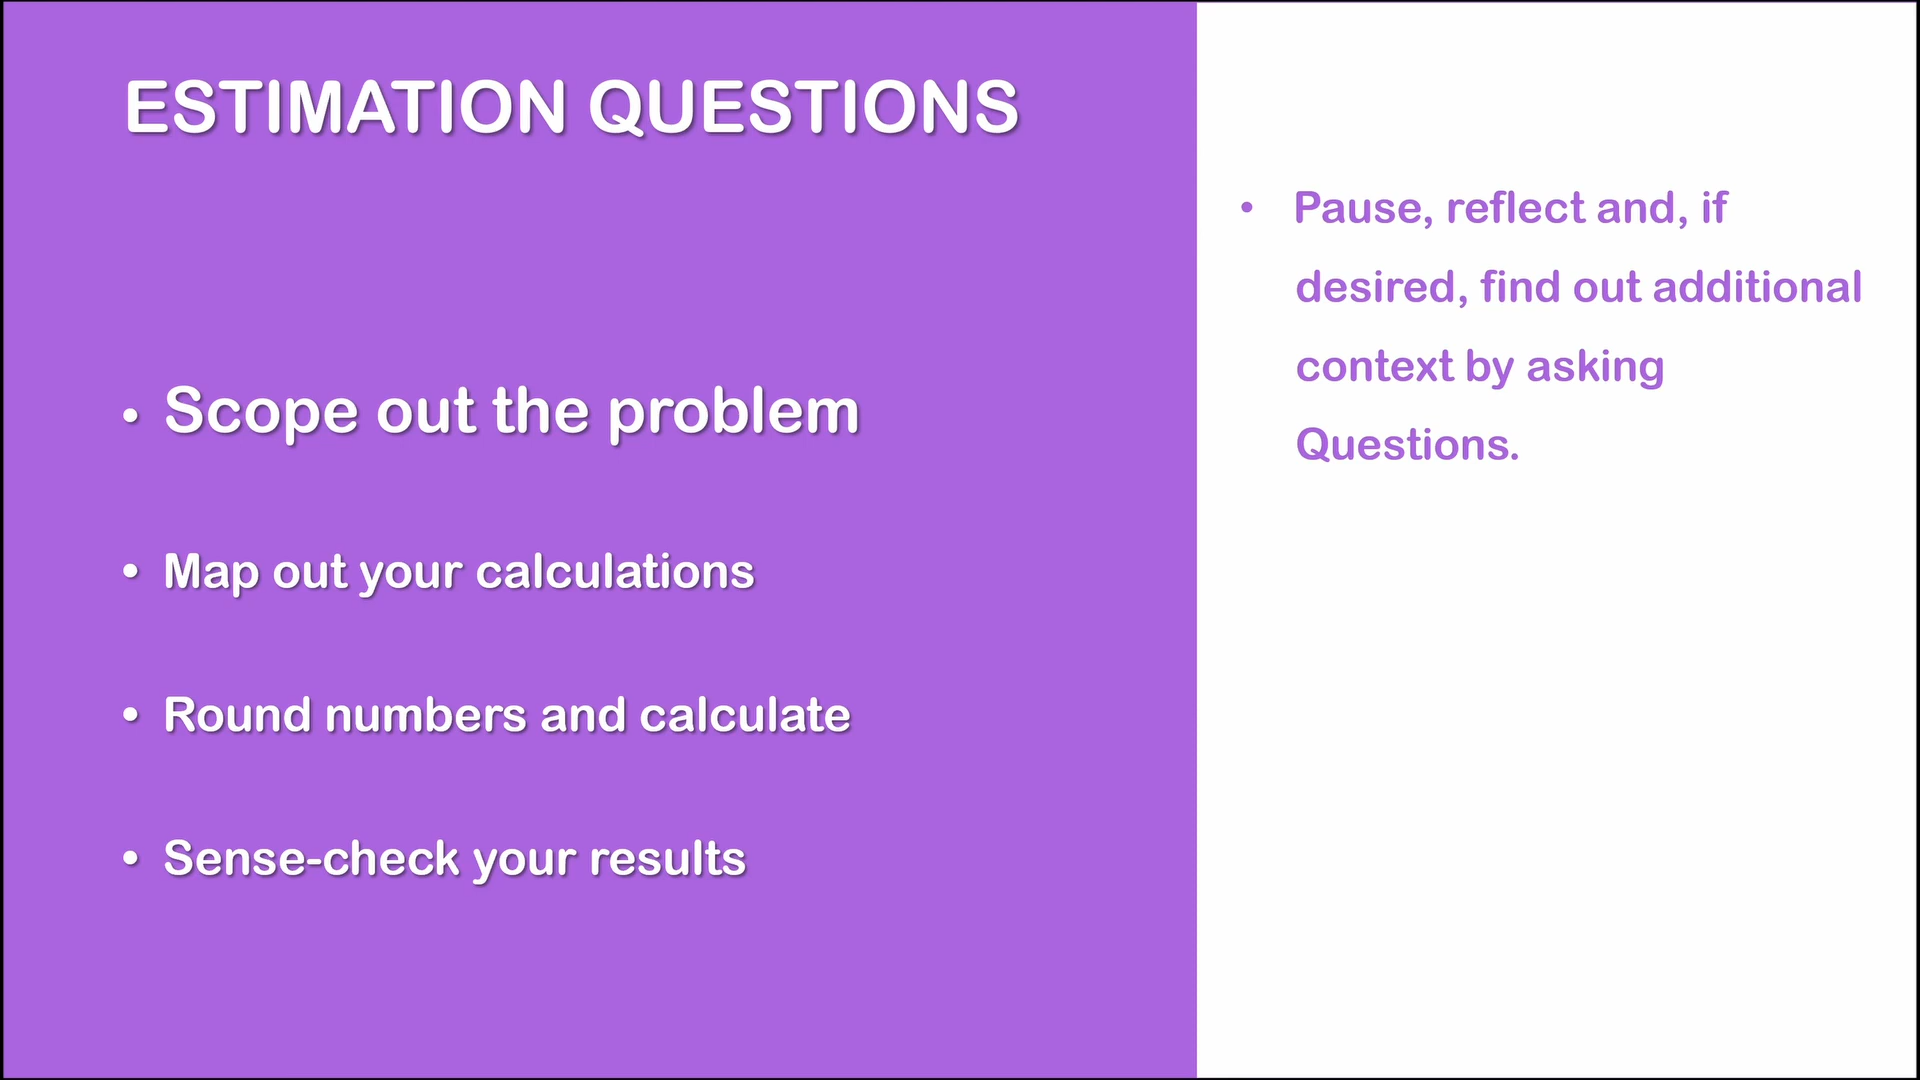 ESTIMATION QUESTIONS
• Scope out the problem
• Map out your calculations
• Round numbers and calculate
• Sense-check your results
• Pause, reflect and, if
desired, find out additional
context by asking
Questions.